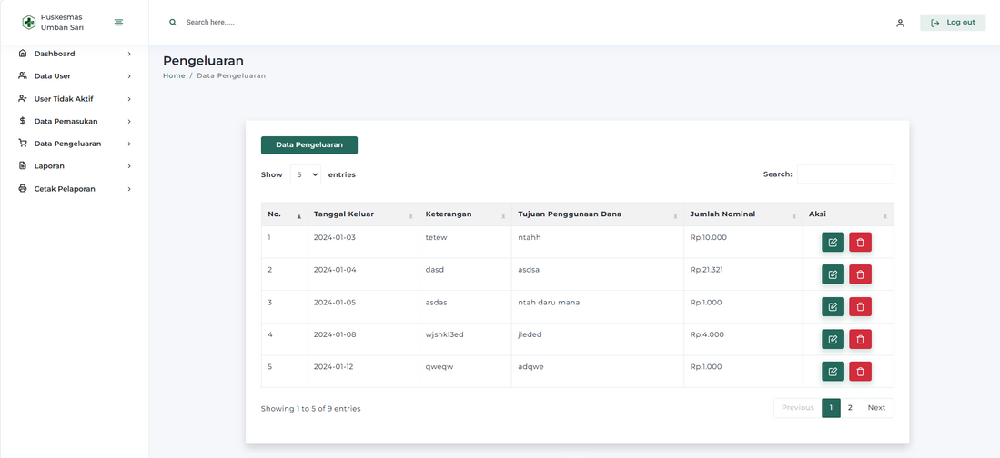 Puskesmas
Umban Sari
Search here.....
Log out
Dashboard
Data User
User Tidak Aktif
Data Pemasukan
Data Pengeluaran
Laporan
Cetak Pelaporan
Pengeluaran
Home / Data Pengeluaran
Data Pengeluaran
Show 5 entries
Search:
No. Tanggal Keluar Keterangan Tujuan Penggunaan Dana Jumlah Nominal Aksi
1 2024-01-03 tetew ntahh Rp.10.000
2 2024-01-04 dasd asdsa Rp.21.321
3 2024-01-05 asdas ntah daru mana Rp.1.000
4 2024-01-08 wjshkl3ed jleded Rp.4.000
5 2024-01-12 qweqw adqwe Rp.1.000
Showing 1 to 5 of 9 entries
Previous 1 2 Next